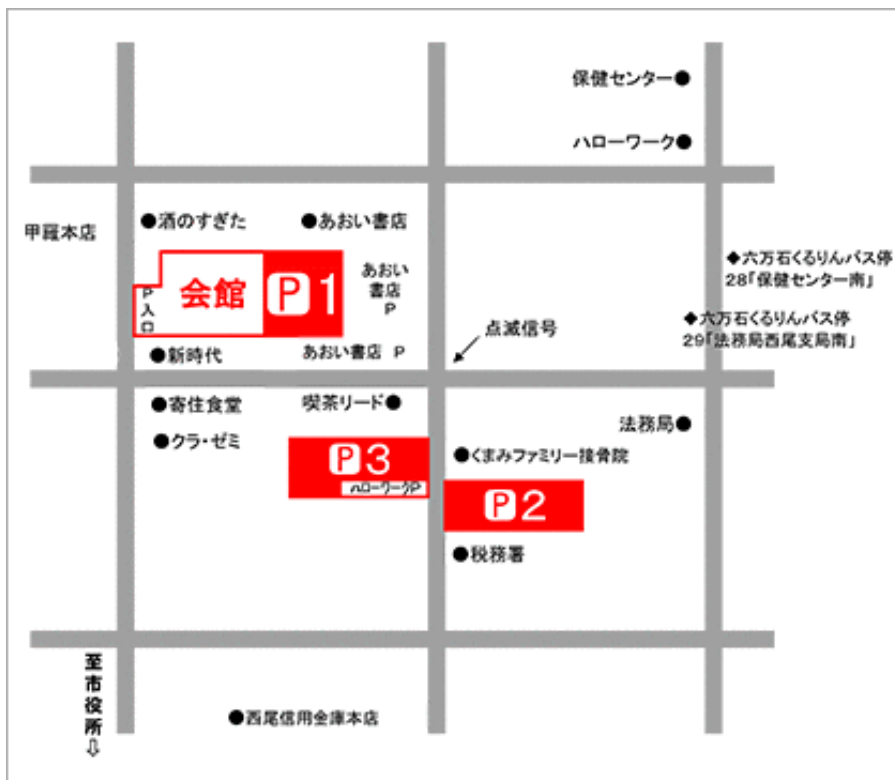 保健センター●
ハローワーク●
甲羅本店
●酒のすぎた
●あおい書店
◆六万石くるりんバス停
28「保健センター南」
P入口
会館
P1
あおい
書店
P
◆六万石くるりんバス停
29「法務局西尾支局南」
点滅信号
●新時代
あおい書店 P
●寄住食堂
喫茶リード●
法務局●
●クラ・ゼミ
P3
ハローワークP
●くまみファミリー接骨院
P2
●税務署
至市役所⇩
●西尾信用金庫本店